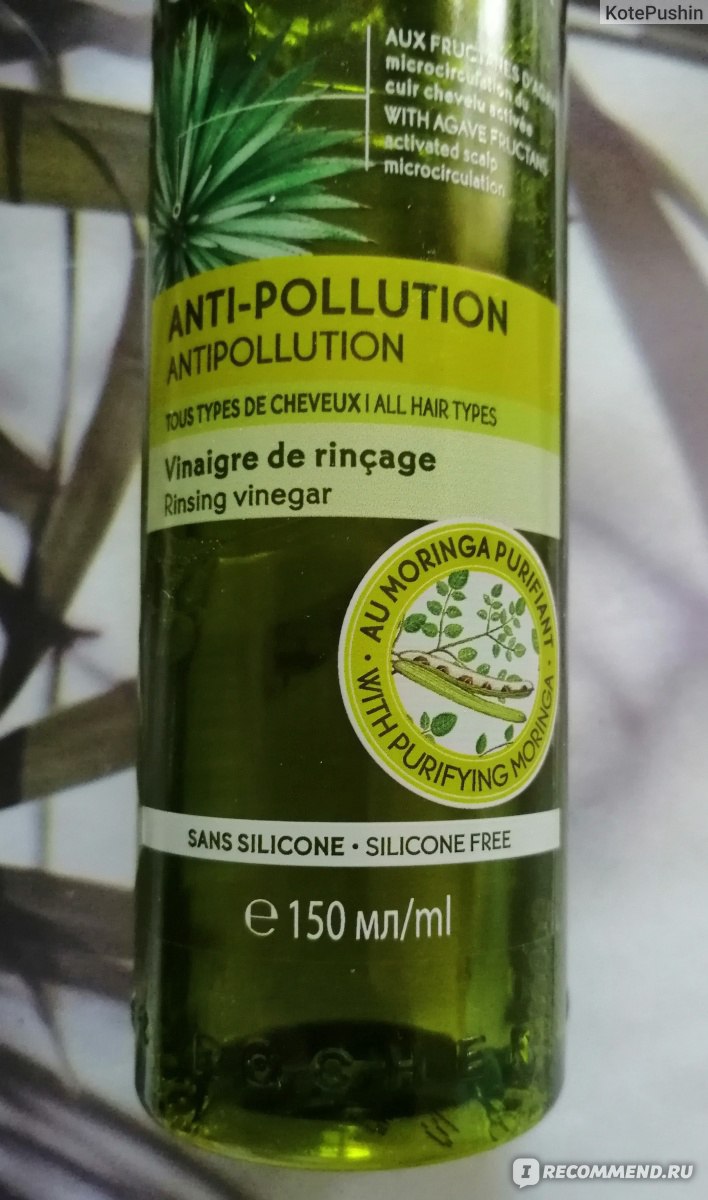 KotePushin
AUX FRUCTANES D'AGAVE
microcirculation du
cuir chevelu activée
WITH AGAVE FRUCTANS
activated scalp
microcirculation
ANTI-POLLUTION
ANTIPOLLUTION
TOUS TYPES DE CHEVEUX | ALL HAIR TYPES
Vinaigre de rinçage
Rinsing vinegar
AU MORINGA PURIFIANT
WITH PURIFYING MORINGA
SANS SILICONE • SILICONE FREE
℮ 150 мл/ml
I RECOMMEND.RU